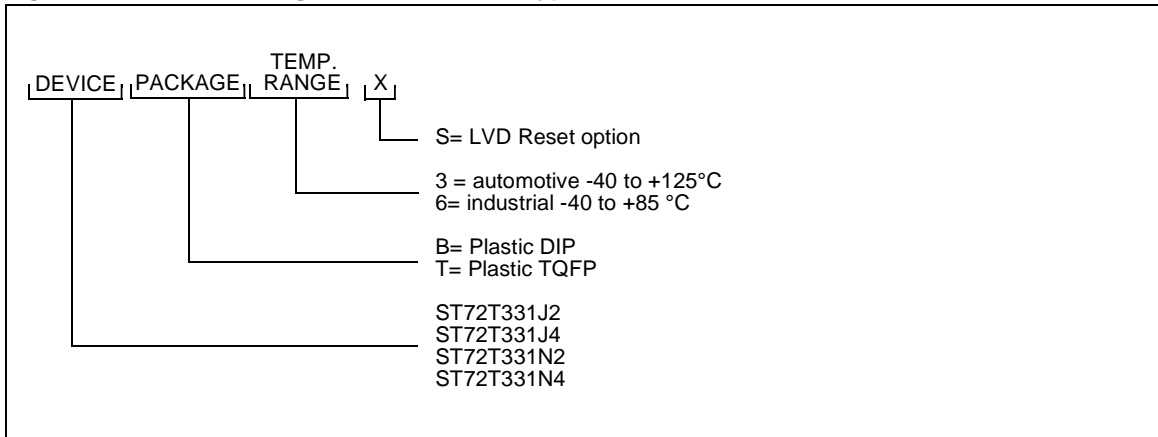 TEMP.
DEVICE PACKAGE RANGE X
S= LVD Reset option
3 = automotive -40 to +125°C
6= industrial -40 to +85 °C
B= Plastic DIP
T= Plastic TQFP
ST72T331J2
ST72T331J4
ST72T331N2
ST72T331N4